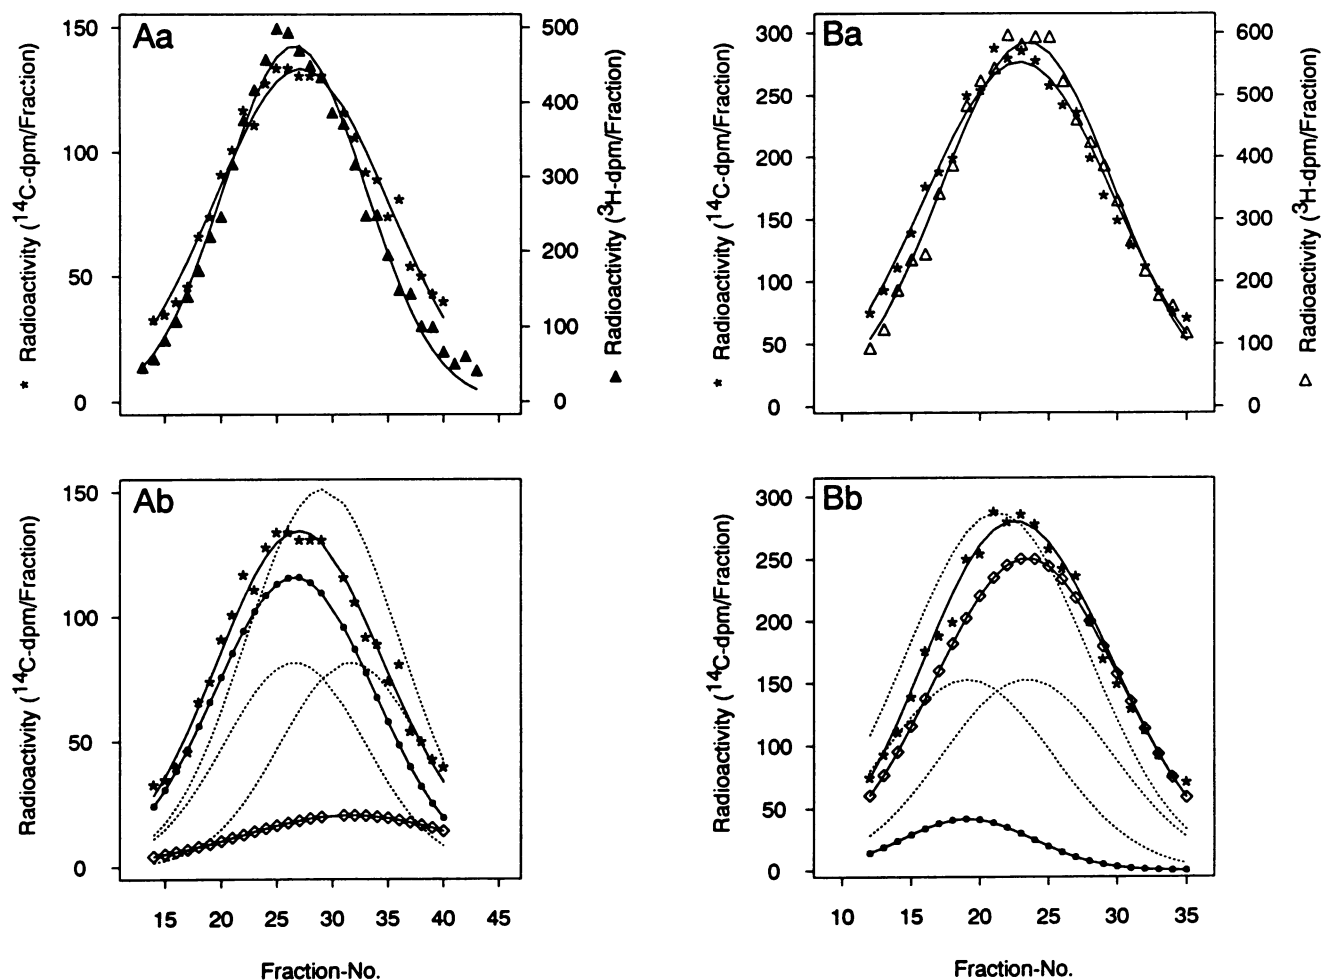 Aa
150
100
50
0
500
400
300
200
100
0
* Radioactivity (14C-dpm/Fraction)
▲ Radioactivity (3H-dpm/Fraction)
Ba
300
250
200
150
100
50
0
600
500
400
300
200
100
0
* Radioactivity (14C-dpm/Fraction)
△ Radioactivity (3H-dpm/Fraction)
Ab
150
100
50
0
Radioactivity (14C-dpm/Fraction)
15 20 25 30 35 40 45
Fraction-No.
Bb
300
250
200
150
100
50
0
Radioactivity (14C-dpm/Fraction)
10 15 20 25 30 35
Fraction-No.